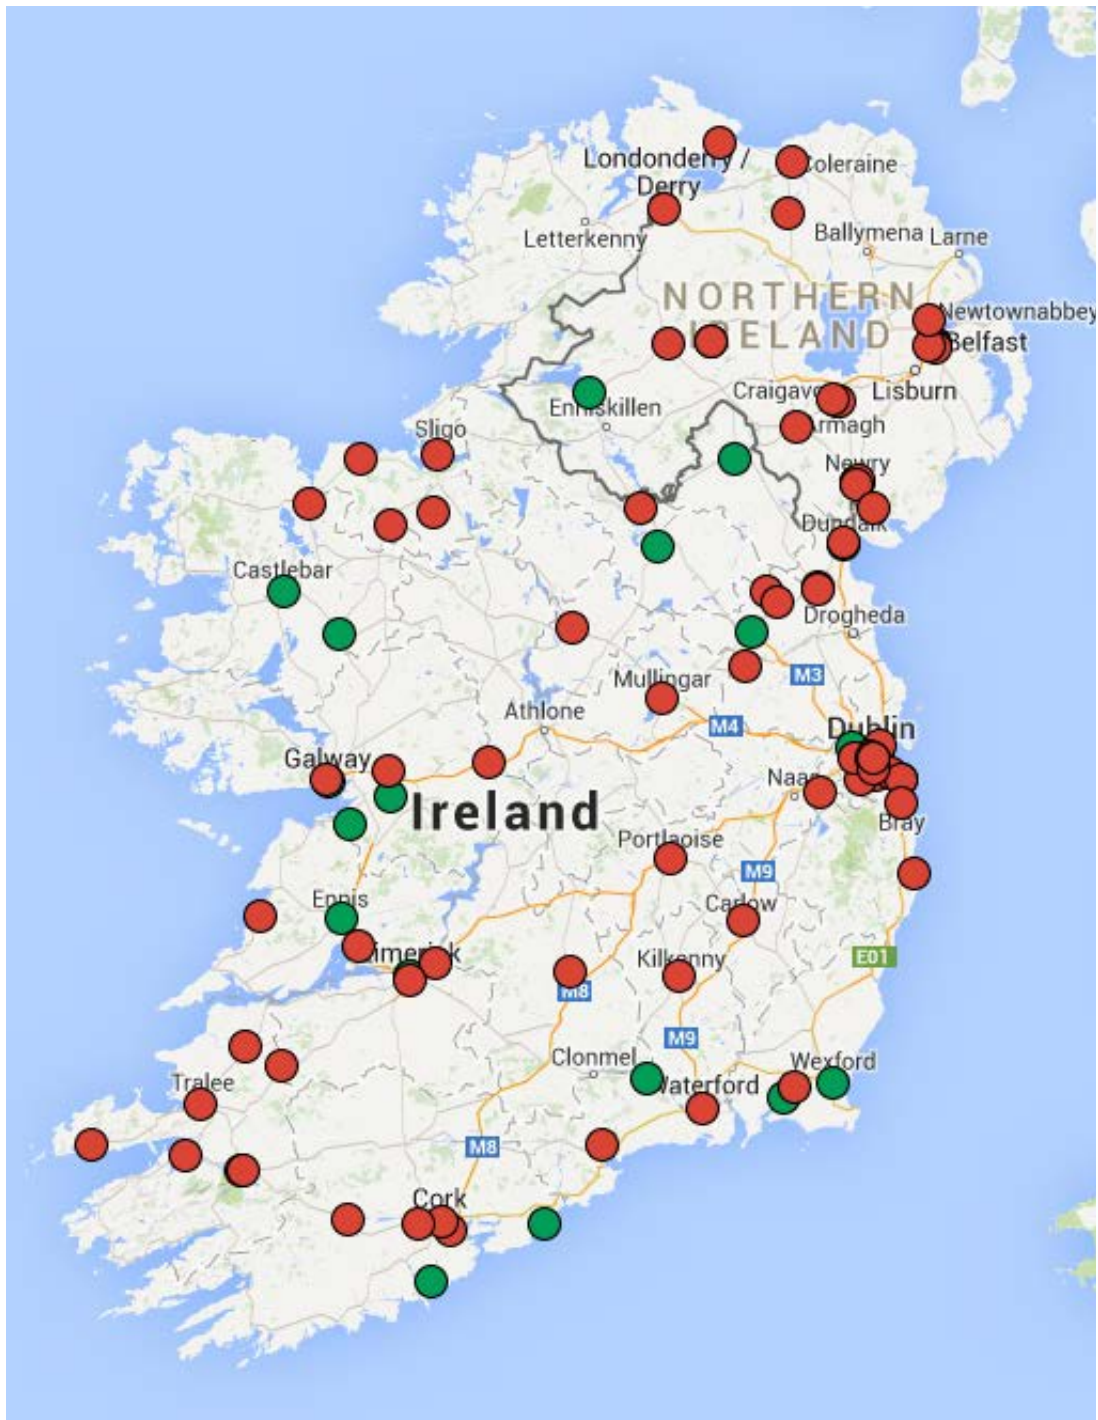 Londonderry /
Derry
Coleraine
Letterkenny
Ballymena
Larne
NORTHERN
IRELAND
Newtownabbey
Belfast
Craigavon
Lisburn
Enniskillen
Armagh
Sligo
Newry
Dundalk
Castlebar
Drogheda
Mullingar
M3
Athlone
M4
Dublin
Galway
Naas
Ireland
Bray
Portlaoise
M9
Ennis
Carlow
Limerick
Kilkenny
E01
M8
M9
Clonmel
Wexford
Tralee
Waterford
M8
Cork